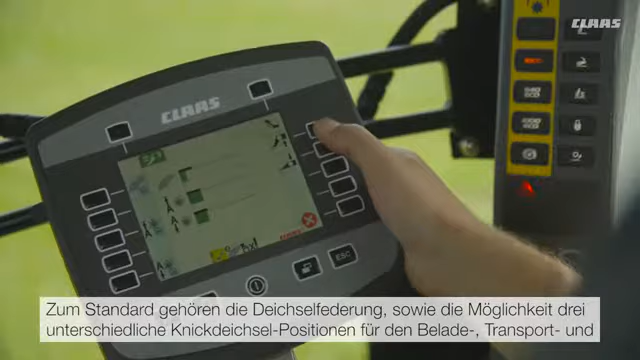 CLAAS
CLAAS
ESC
Zum Standard gehören die Deichselfederung, sowie die Möglichkeit drei
unterschiedliche Knickdeichsel-Positionen für den Belade-, Transport- und